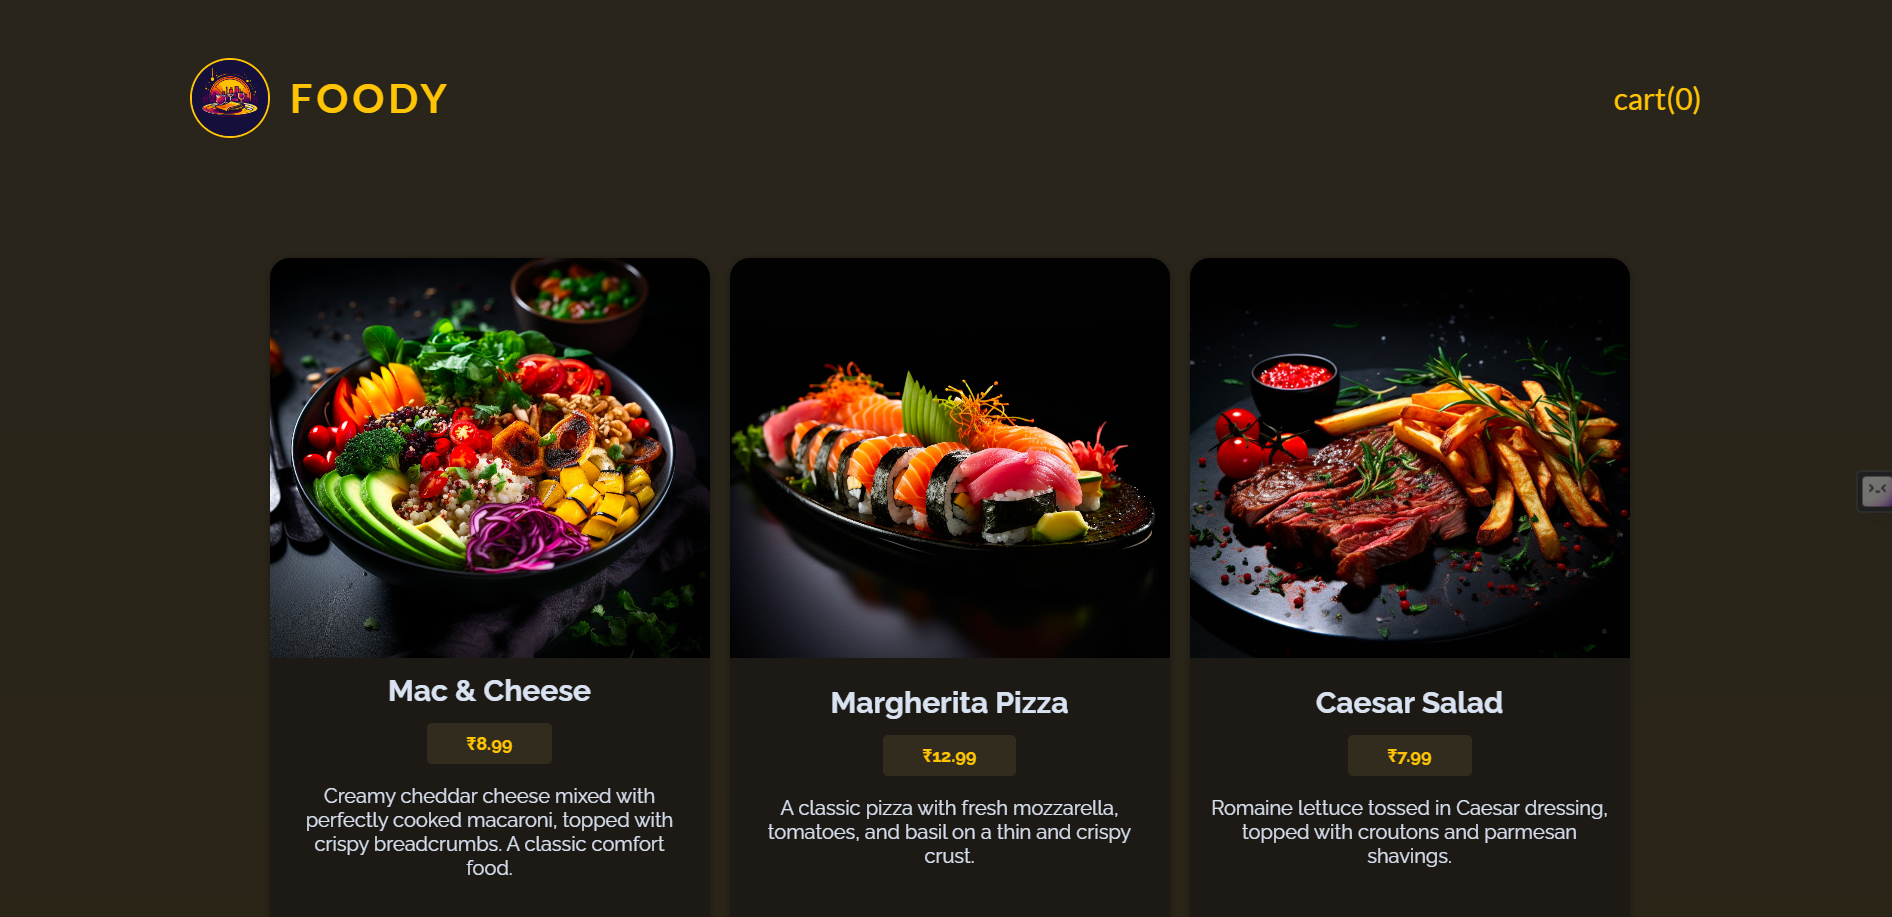 FOODY
cart(0)
Mac & Cheese
₹8.99
Creamy cheddar cheese mixed with
perfectly cooked macaroni, topped with
crispy breadcrumbs. A classic comfort
food.
Margherita Pizza
₹12.99
A classic pizza with fresh mozzarella,
tomatoes, and basil on a thin and crispy
crust.
Caesar Salad
₹7.99
Romaine lettuce tossed in Caesar dressing,
topped with croutons and parmesan
shavings.